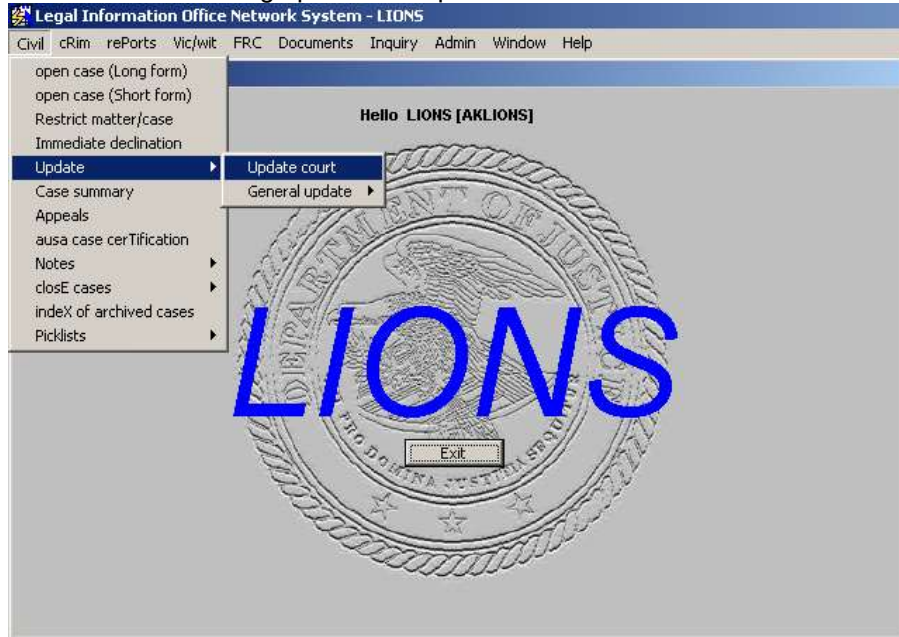 Legal Information Office Network System - LIONS
Civil cRim rePorts Vic/wit FRC Documents Inquiry Admin Window Help
open case (Long form)
open case (Short form)
Restrict matter/case
Immediate declination
Update
Case summary
Appeals
ausa case cerTification
Notes
closE cases
indeX of archived cases
Picklists
Update court
General update
Hello LIONS [AKLIONS]
DEPARTMENT OF JUSTICE
LIONS
PRO DOMINA JUSTITIA SEQUITUR
Exit